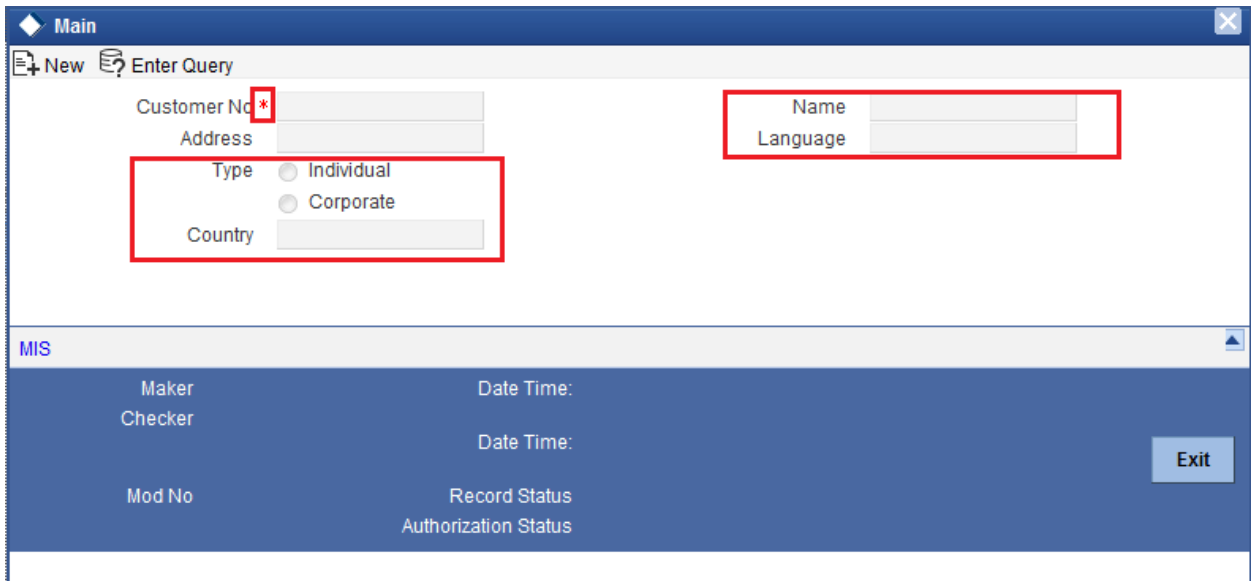 Main
New Enter Query
Customer No * Name
Address Language
Type Individual
Corporate
Country
MIS
Maker Date Time:
Checker
Date Time:
Exit
Mod No Record Status
Authorization Status